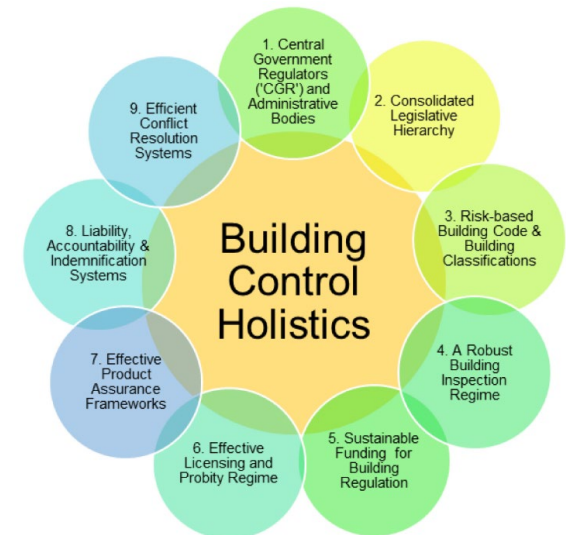 1. Central
Government
Regulators
('CGR') and
Administrative
Bodies
2. Consolidated
Legislative
Hierarchy
3. Risk-based
Building Code &
Building
Classifications
4. A Robust
Building
Inspection
Regime
5. Sustainable
Funding for
Building
Regulation
6. Effective
Licensing and
Probity Regime
7. Effective
Product
Assurance
Frameworks
8. Liability,
Accountability &
Indemnification
Systems
9. Efficient
Conflict
Resolution
Systems
Building
Control
Holistics